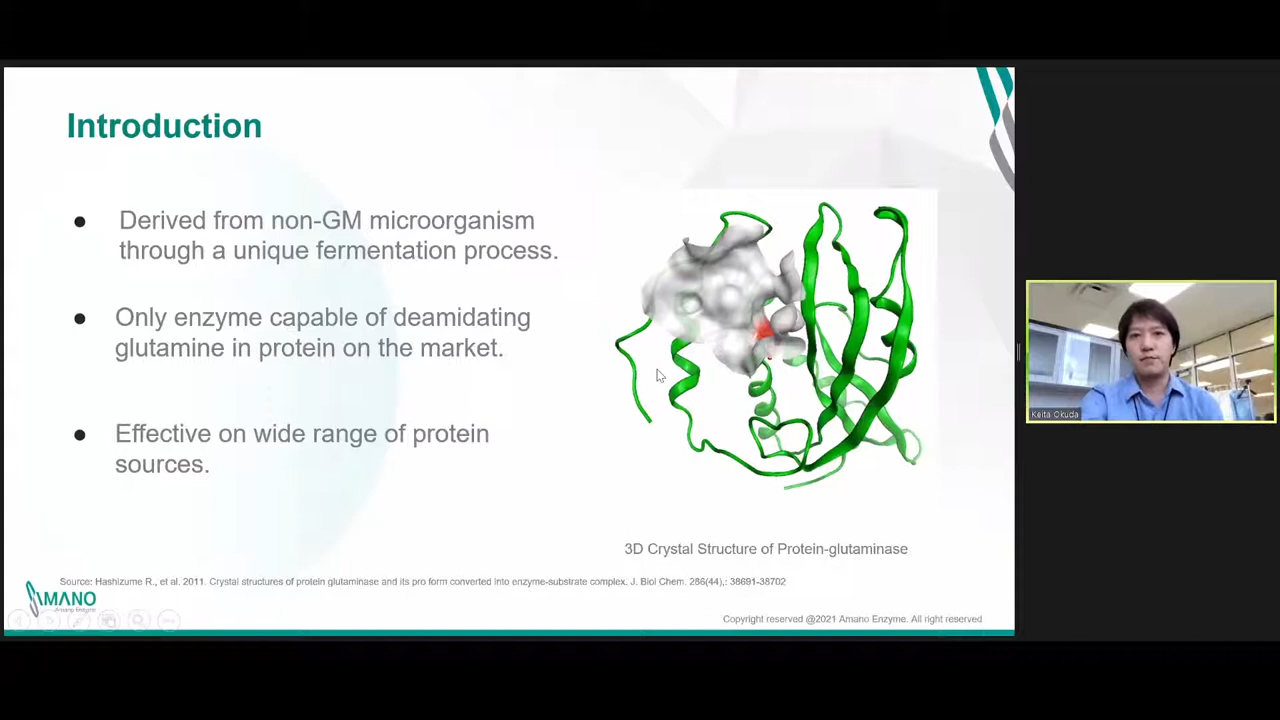 Introduction
Derived from non-GM microorganism
through a unique fermentation process.
Only enzyme capable of deamidating
glutamine in protein on the market.
Effective on wide range of protein
sources.
3D Crystal Structure of Protein-glutaminase
Source: Hashizume R., et al. 2011. Crystal structures of protein glutaminase and its pro form converted into enzyme-substrate complex. J. Biol Chem. 286(44),: 38691-38702
AMANO
Amano Enzyme
Copyright reserved @2021 Amano Enzyme. All right reserved
Keita Okuda